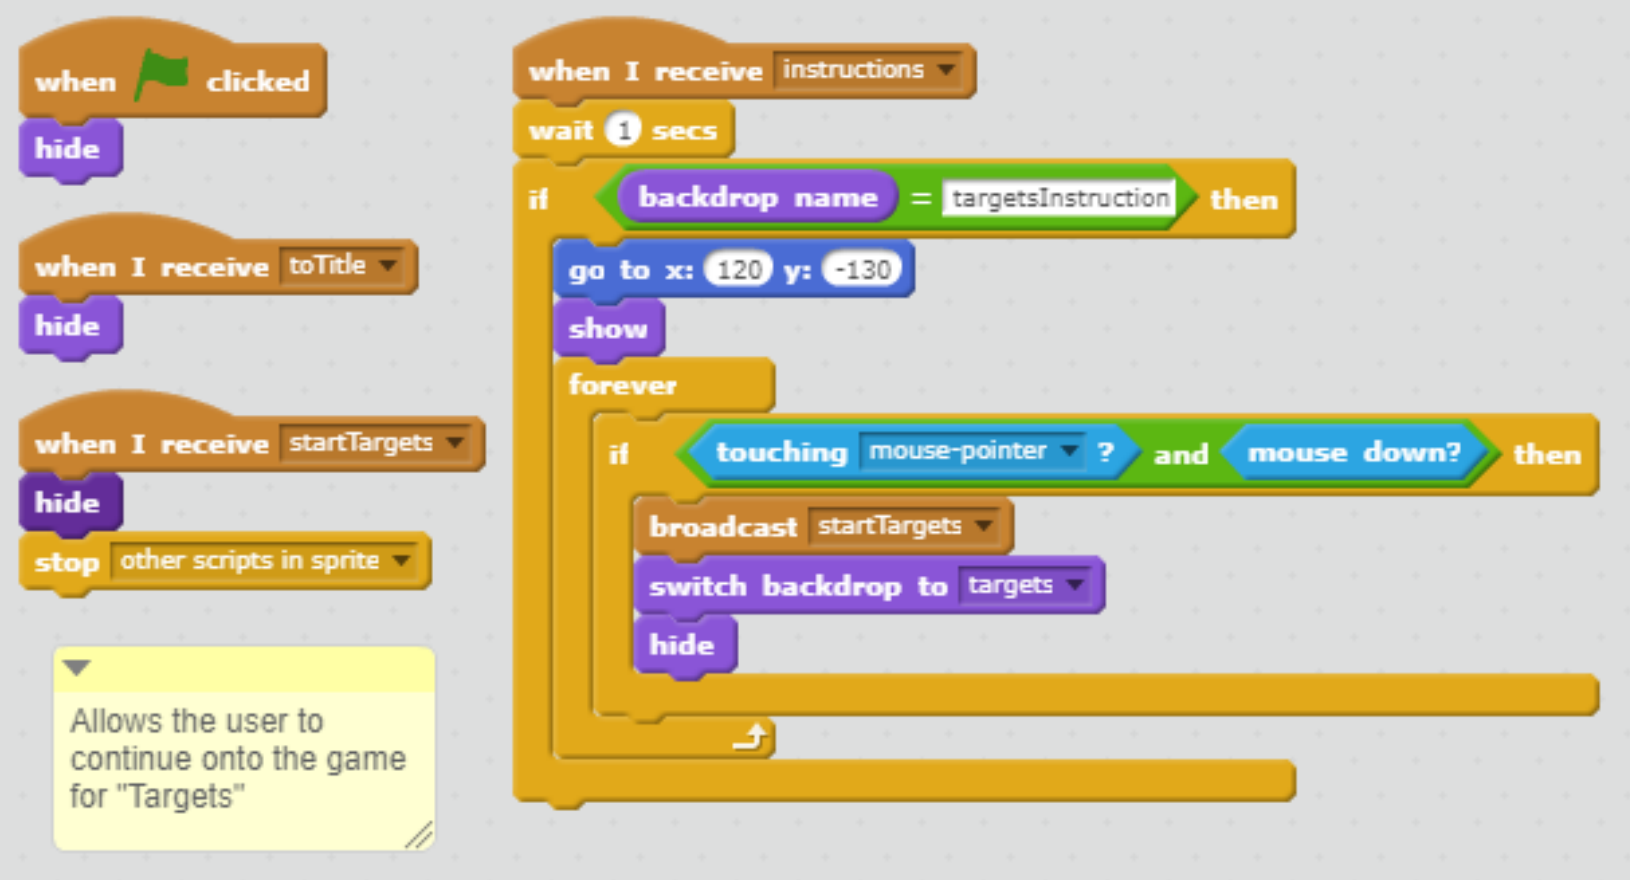 when clicked
hide
when I receive toTitle
hide
when I receive startTargets
hide
stop other scripts in sprite
Allows the user to
continue onto the game
for "Targets"
when I receive instructions
wait 1 secs
if backdrop name = targetsInstruction then
go to x: 120 y: -130
show
forever
if touching mouse-pointer ? and mouse down? then
broadcast startTargets
switch backdrop to targets
hide